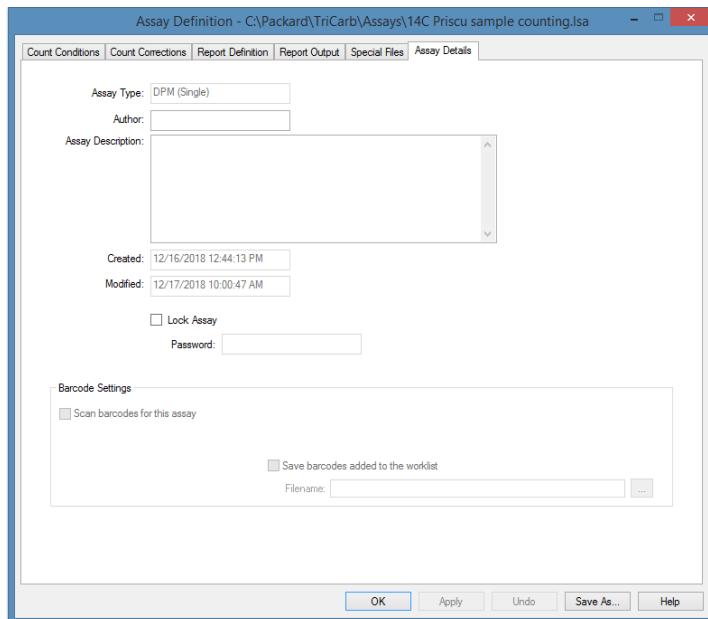 Assay Definition - C:\Packard\TriCarb\Assays\14C Priscu sample counting.lsa
Count Conditions Count Corrections Report Definition Report Output Special Files Assay Details
Assay Type: DPM (Single)
Author:
Assay Description:
Created: 12/16/2018 12:44:13 PM
Modified: 12/17/2018 10:00:47 AM
Lock Assay
Password:
Barcode Settings
Scan barcodes for this assay
Save barcodes added to the worklist
Filename: ...
OK Apply Undo Save As... Help